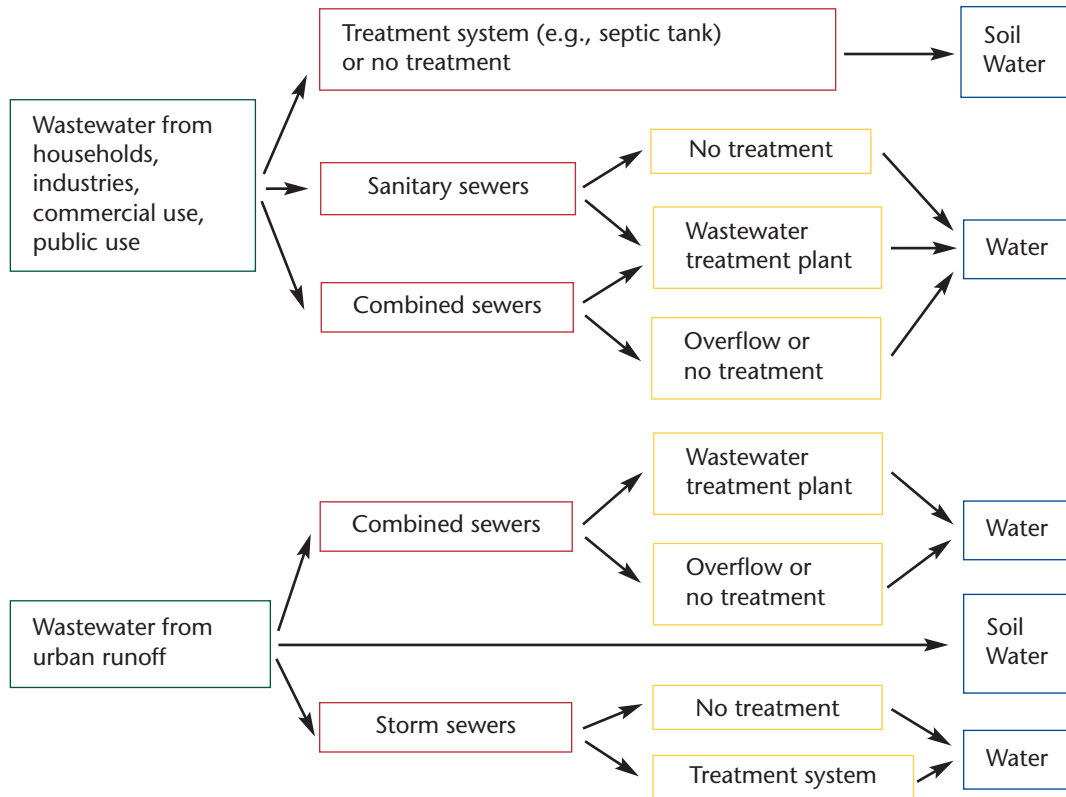 Treatment system (e.g., septic tank)
or no treatment
Soil
Water
Wastewater from
households,
industries,
commercial use,
public use
Sanitary sewers
Combined sewers
No treatment
Wastewater
treatment plant
Overflow or
no treatment
Water
Wastewater from
urban runoff
Combined sewers
Wastewater
treatment plant
Overflow or
no treatment
Water
Soil
Water
Storm sewers
No treatment
Treatment system
Water